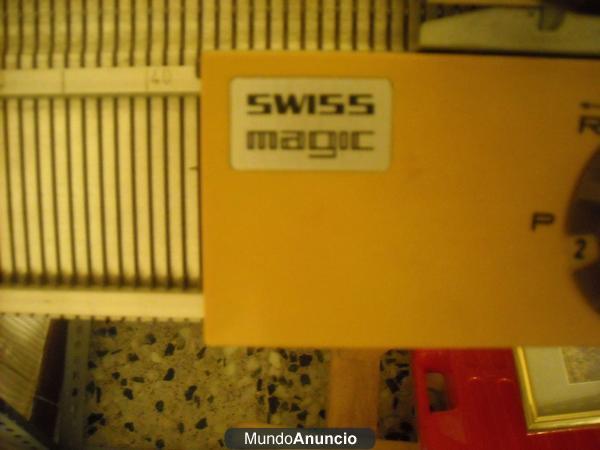 40
SWISS
magic
← R
P
2
MundoAnuncio